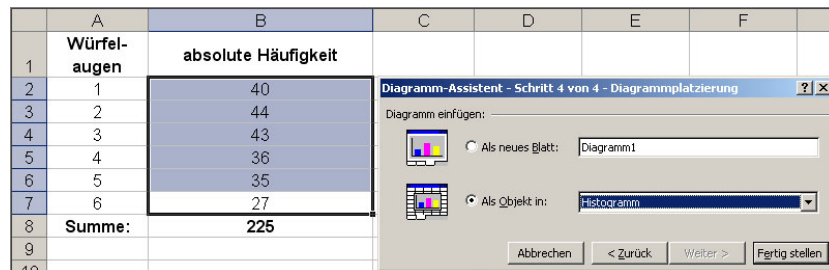 A B C D E F
1 Würfel-augen absolute Häufigkeit
2 1 40
3 2 44
4 3 43
5 4 36
6 5 35
7 6 27
8 Summe: 225
9
Diagramm-Assistent - Schritt 4 von 4 - Diagrammplatzierung
Diagramm einfügen:
Als neues Blatt: Diagramm1
Als Objekt in: Histogramm
Abbrechen < Zurück Weiter > Fertig stellen